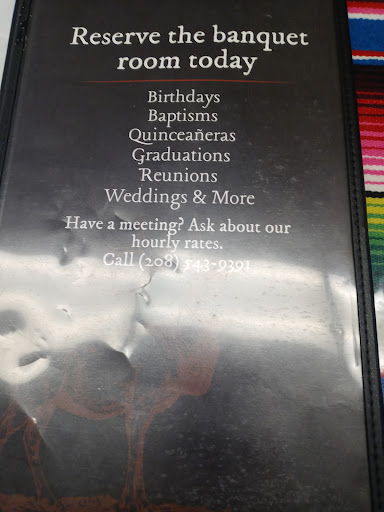 Reserve the banquet
room today
Birthdays
Baptisms
Quinceañeras
Graduations
Reunions
Weddings & More
Have a meeting? Ask about our
hourly rates.
Call (208) 543-9391